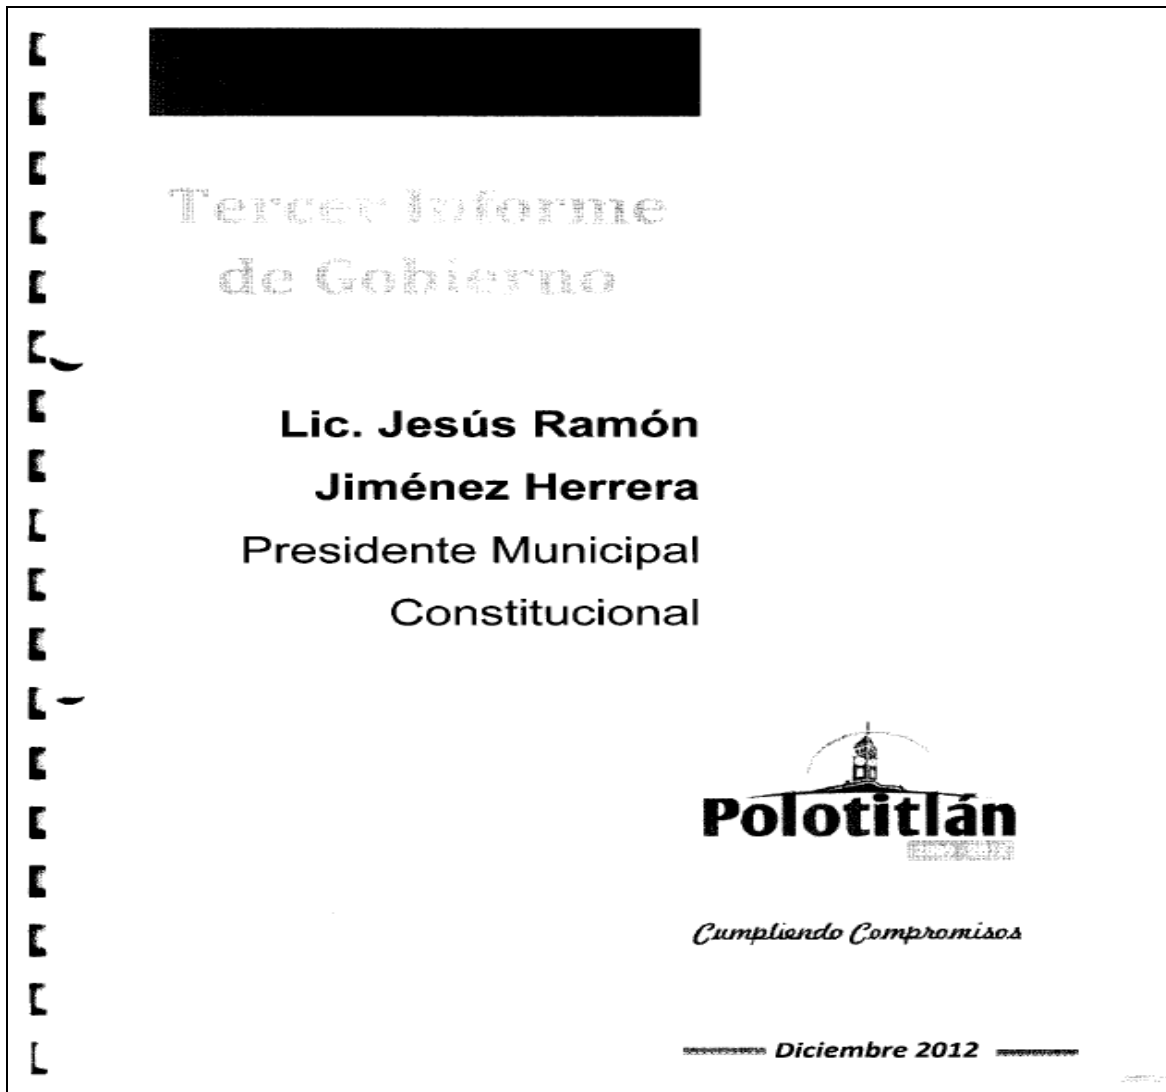 Tercer Informe
de Gobierno
Lic. Jesús Ramón
Jiménez Herrera
Presidente Municipal
Constitucional
Polotitlán
Cumpliendo Compromisos
Diciembre 2012